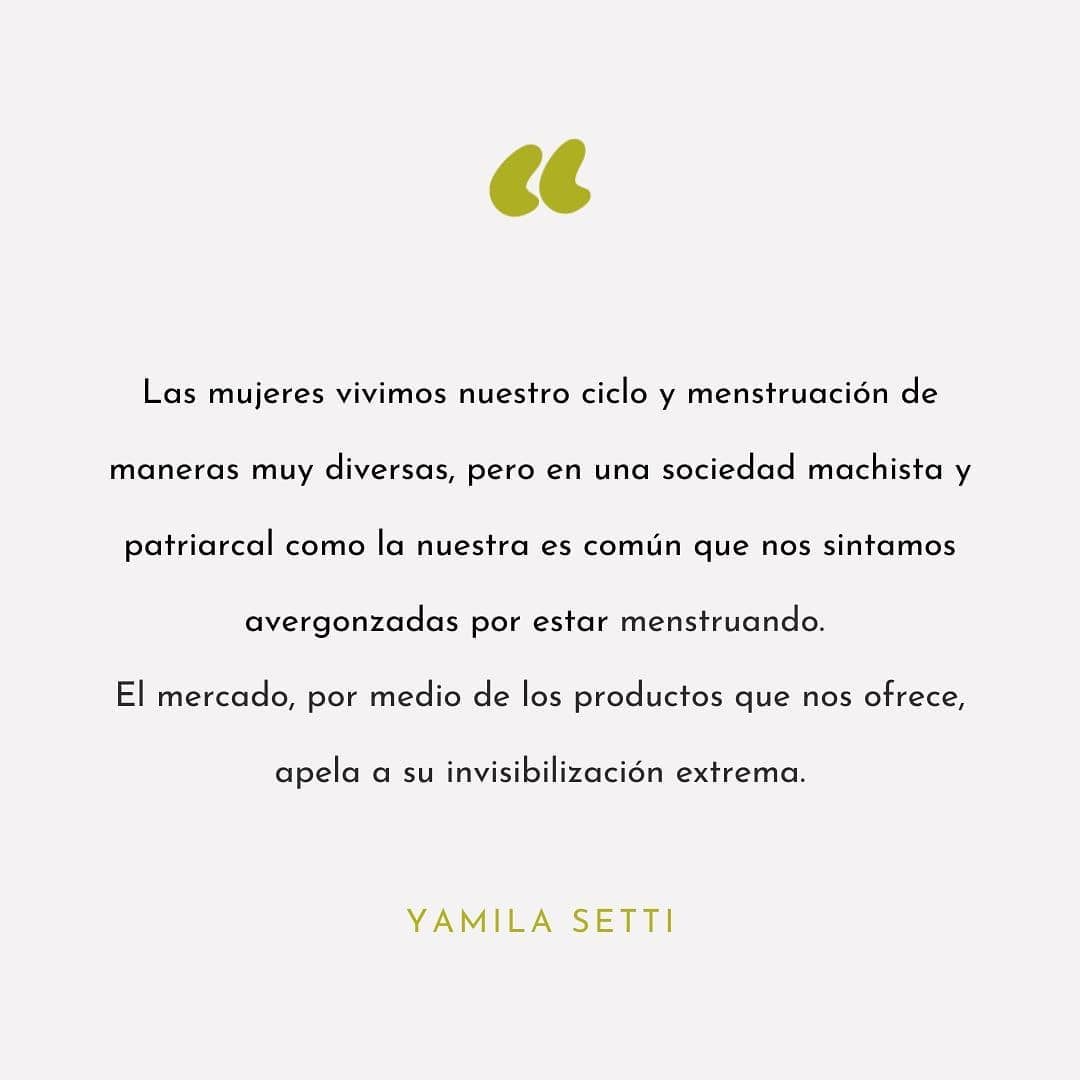 “
Las mujeres vivimos nuestro ciclo y menstruación de
maneras muy diversas, pero en una sociedad machista y
patriarcal como la nuestra es común que nos sintamos
avergonzadas por estar menstruando.
El mercado, por medio de los productos que nos ofrece,
apela a su invisibilización extrema.
YAMILA SETTI